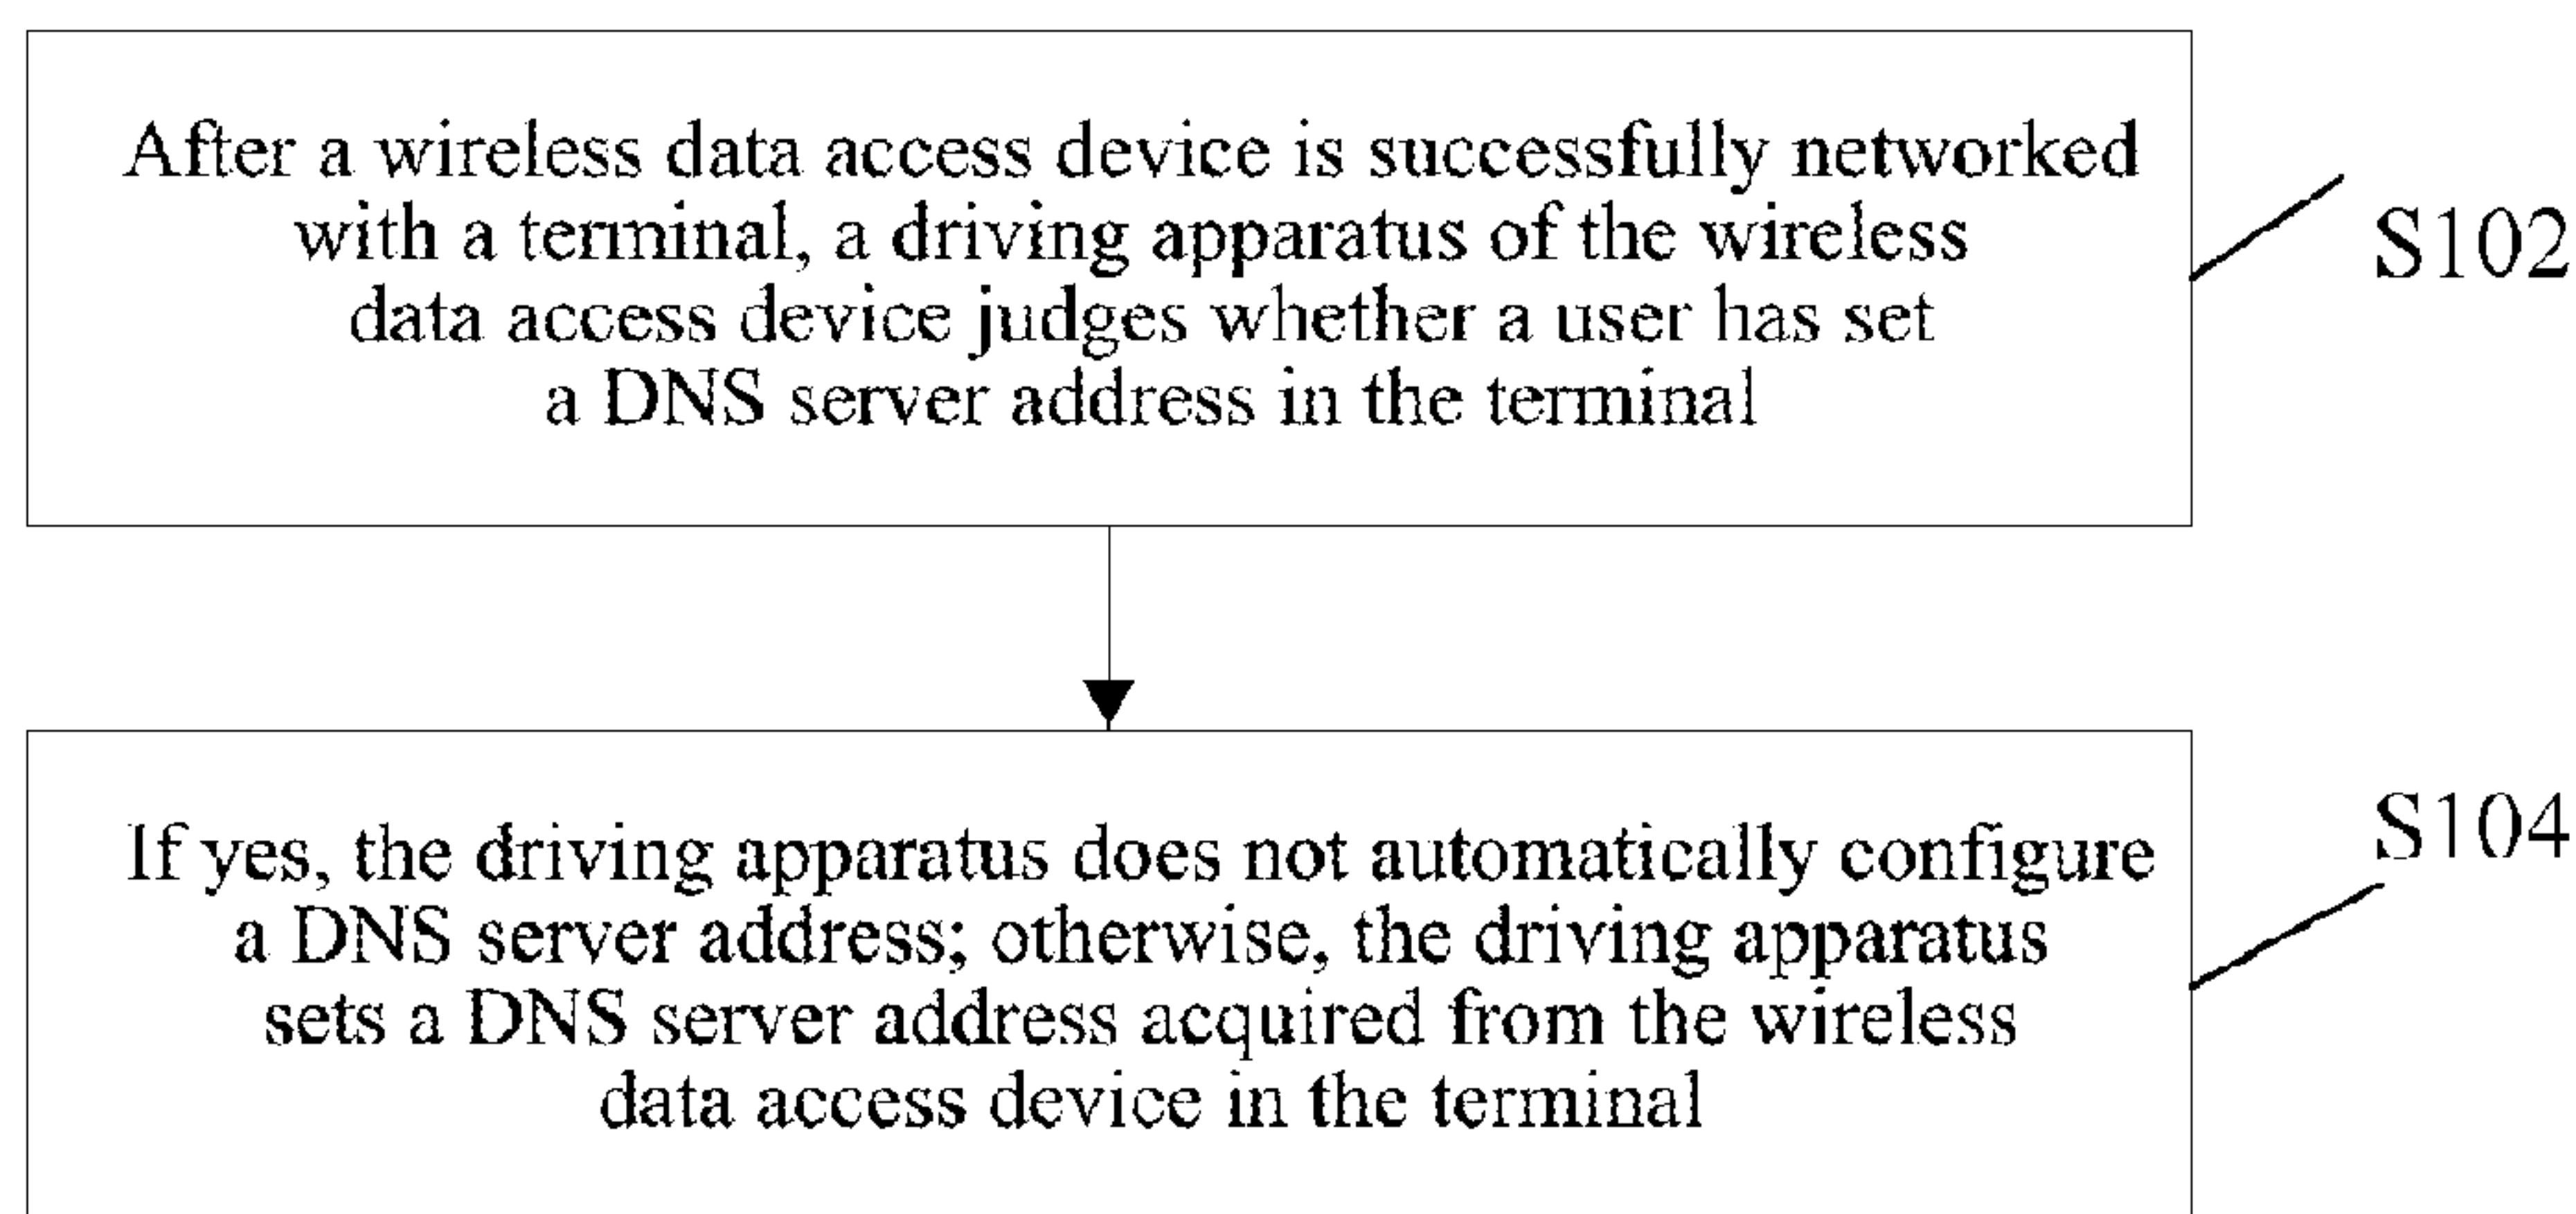 After a wireless data access device is successfully networked
with a terminal, a driving apparatus of the wireless
data access device judges whether a user has set
a DNS server address in the terminal
S102
If yes, the driving apparatus does not automatically configure
a DNS server address; otherwise, the driving apparatus
sets a DNS server address acquired from the wireless
data access device in the terminal
S104